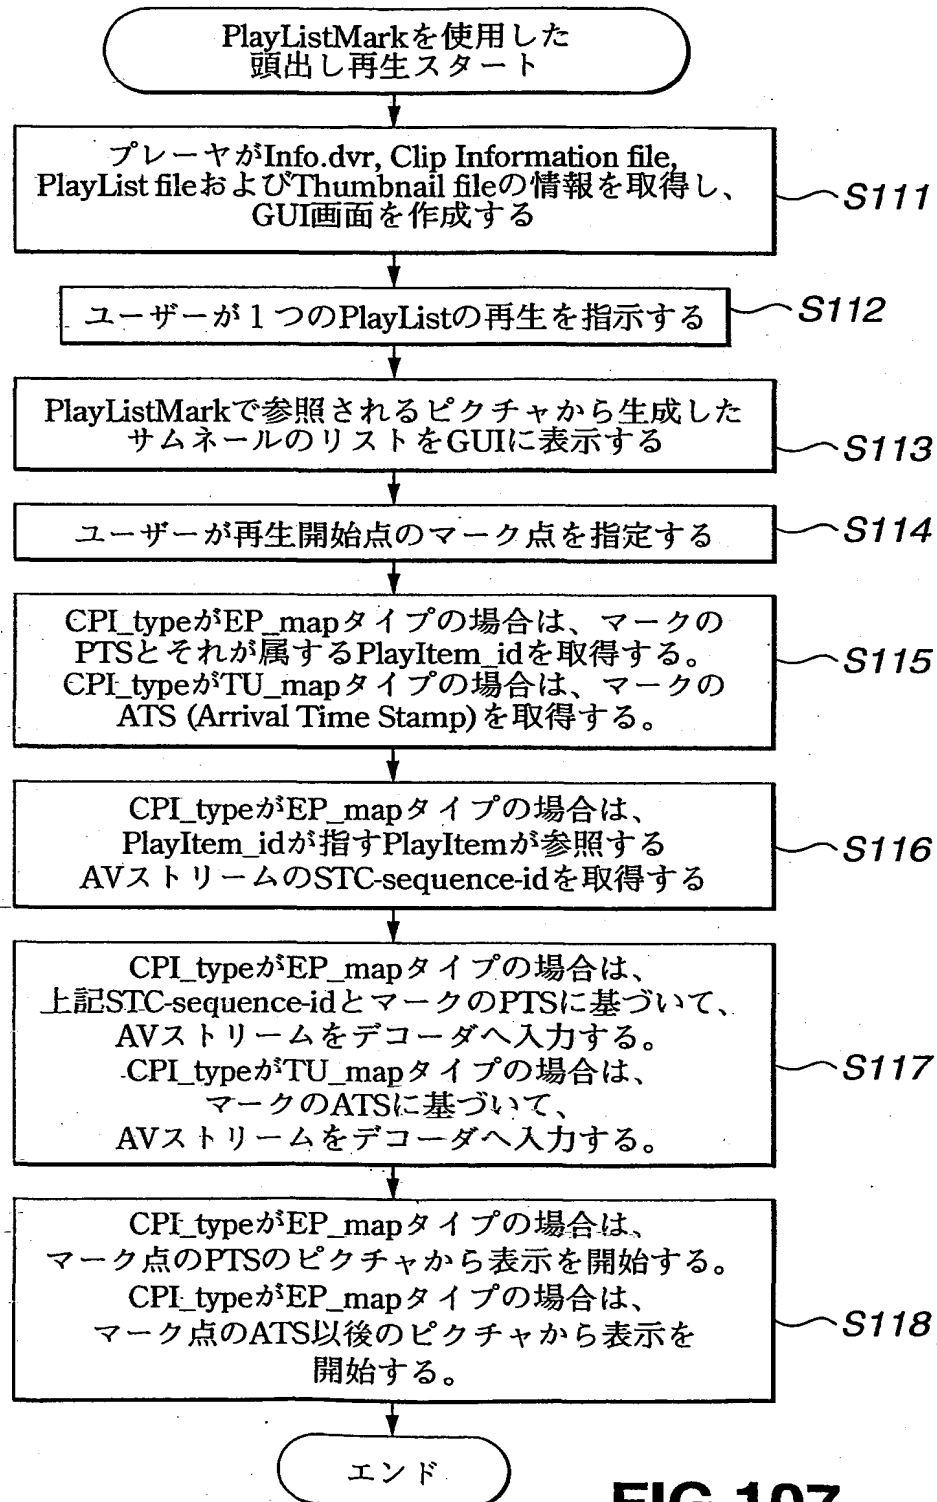 PlayListMarkを使用した
頭出し再生スタート
プレーヤがInfo.dvr, Clip Information file,
PlayList fileおよびThumbnail fileの情報を取得し、
GUI画面を作成する
S111
ユーザーが1つのPlayListの再生を指示する
S112
PlayListMarkで参照されるピクチャから生成した
サムネールのリストをGUIに表示する
S113
ユーザーが再生開始点のマーク点を指定する
S114
CPI_typeがEP_mapタイプの場合は、マークの
PTSとそれが属するPlayItem_idを取得する。
CPI_typeがTU_mapタイプの場合は、マークの
ATS (Arrival Time Stamp)を取得する。
S115
CPI_typeがEP_mapタイプの場合は、
PlayItem_idが指すPlayItemが参照する
AVストリームのSTC-sequence-idを取得する
S116
CPI_typeがEP_mapタイプの場合は、
上記STC-sequence-idとマークのPTSに基づいて、
AVストリームをデコーダへ入力する。
CPI_typeがTU_mapタイプの場合は、
マークのATSに基づいて、
AVストリームをデコーダへ入力する。
S117
CPI_typeがEP_mapタイプの場合は、
マーク点のPTSのピクチャから表示を開始する。
CPI_typeがEP_mapタイプの場合は、
マーク点のATS以後のピクチャから表示を
開始する。
S118
エンド
FIG.107